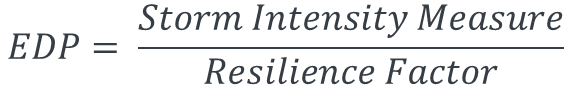 EDP = Storm Intensity Measure
Resilience Factor